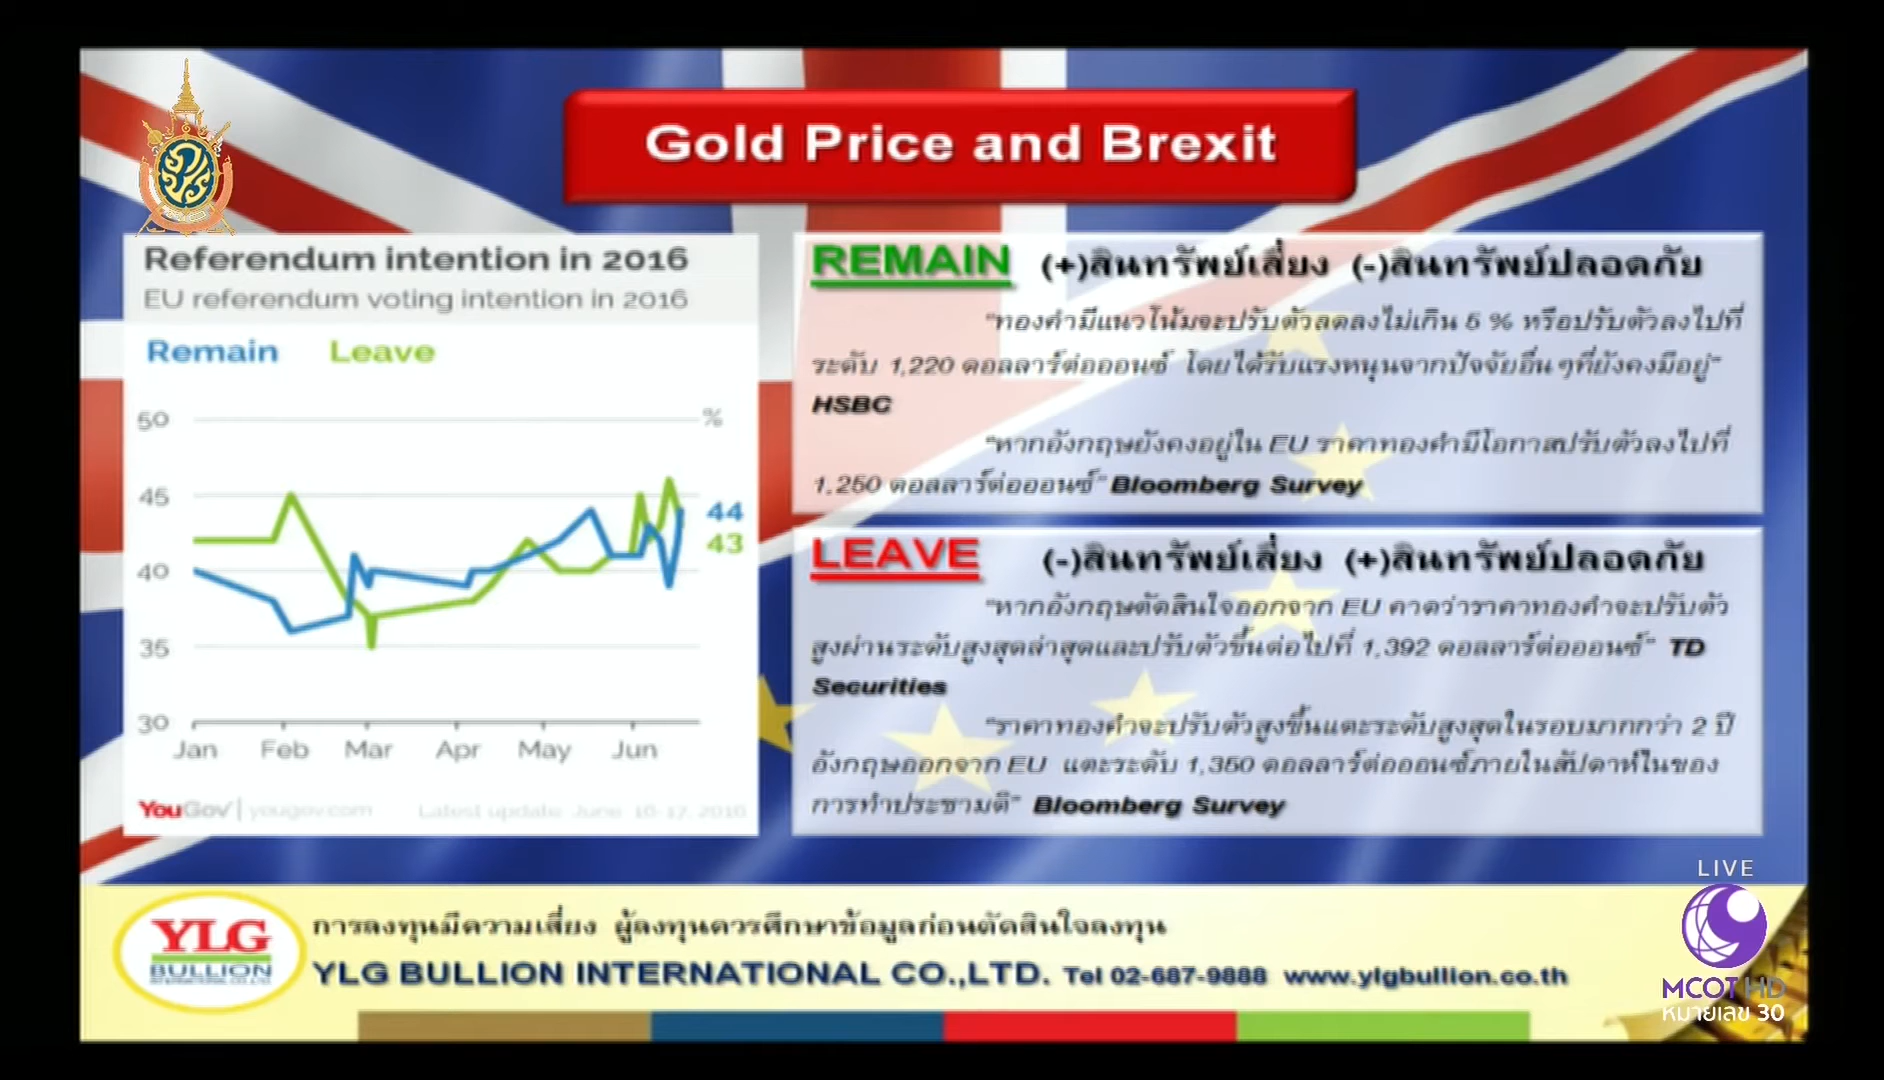 Gold Price and Brexit
Referendum intention in 2016
EU referendum voting intention in 2016
Remain Leave
50 %
45
44
43
40
35
30
Jan Feb Mar Apr May Jun
YouGov | yougov.com Latest update: June 16-17, 2016
REMAIN (+)สินทรัพย์เสี่ยง (-)สินทรัพย์ปลอดภัย
"ทองคำมีแนวโน้มจะปรับตัวลดลงไม่เกิน 5 % หรือปรับตัวลงไปที่
ระดับ 1,220 ดอลลาร์ต่อออนซ์ โดยได้รับแรงหนุนจากปัจจัยอื่นๆที่ยังคงมีอยู่"
HSBC
"หากอังกฤษยังคงอยู่ใน EU ราคาทองคำมีโอกาสปรับตัวลงไปที่
1,250 ดอลลาร์ต่อออนซ์" Bloomberg Survey
LEAVE (-)สินทรัพย์เสี่ยง (+)สินทรัพย์ปลอดภัย
"หากอังกฤษตัดสินใจออกจาก EU คาดว่าราคาทองคำจะปรับตัว
สูงผ่านระดับสูงสุดล่าสุดและปรับตัวขึ้นต่อไปที่ 1,392 ดอลลาร์ต่อออนซ์" TD
Securities
"ราคาทองคำจะปรับตัวสูงขึ้นแตะระดับสูงสุดในรอบมากกว่า 2 ปี
อังกฤษออกจาก EU แตะระดับ 1,350 ดอลลาร์ต่อออนซ์ภายในสัปดาห์ในของ
การทำประชามติ" Bloomberg Survey
LIVE
YLG
BULLION
การลงทุนมีความเสี่ยง ผู้ลงทุนควรศึกษาข้อมูลก่อนตัดสินใจลงทุน
YLG BULLION INTERNATIONAL CO.,LTD. Tel 02-687-9888 www.ylgbullion.co.th
MCOT HD
หมายเลข 30